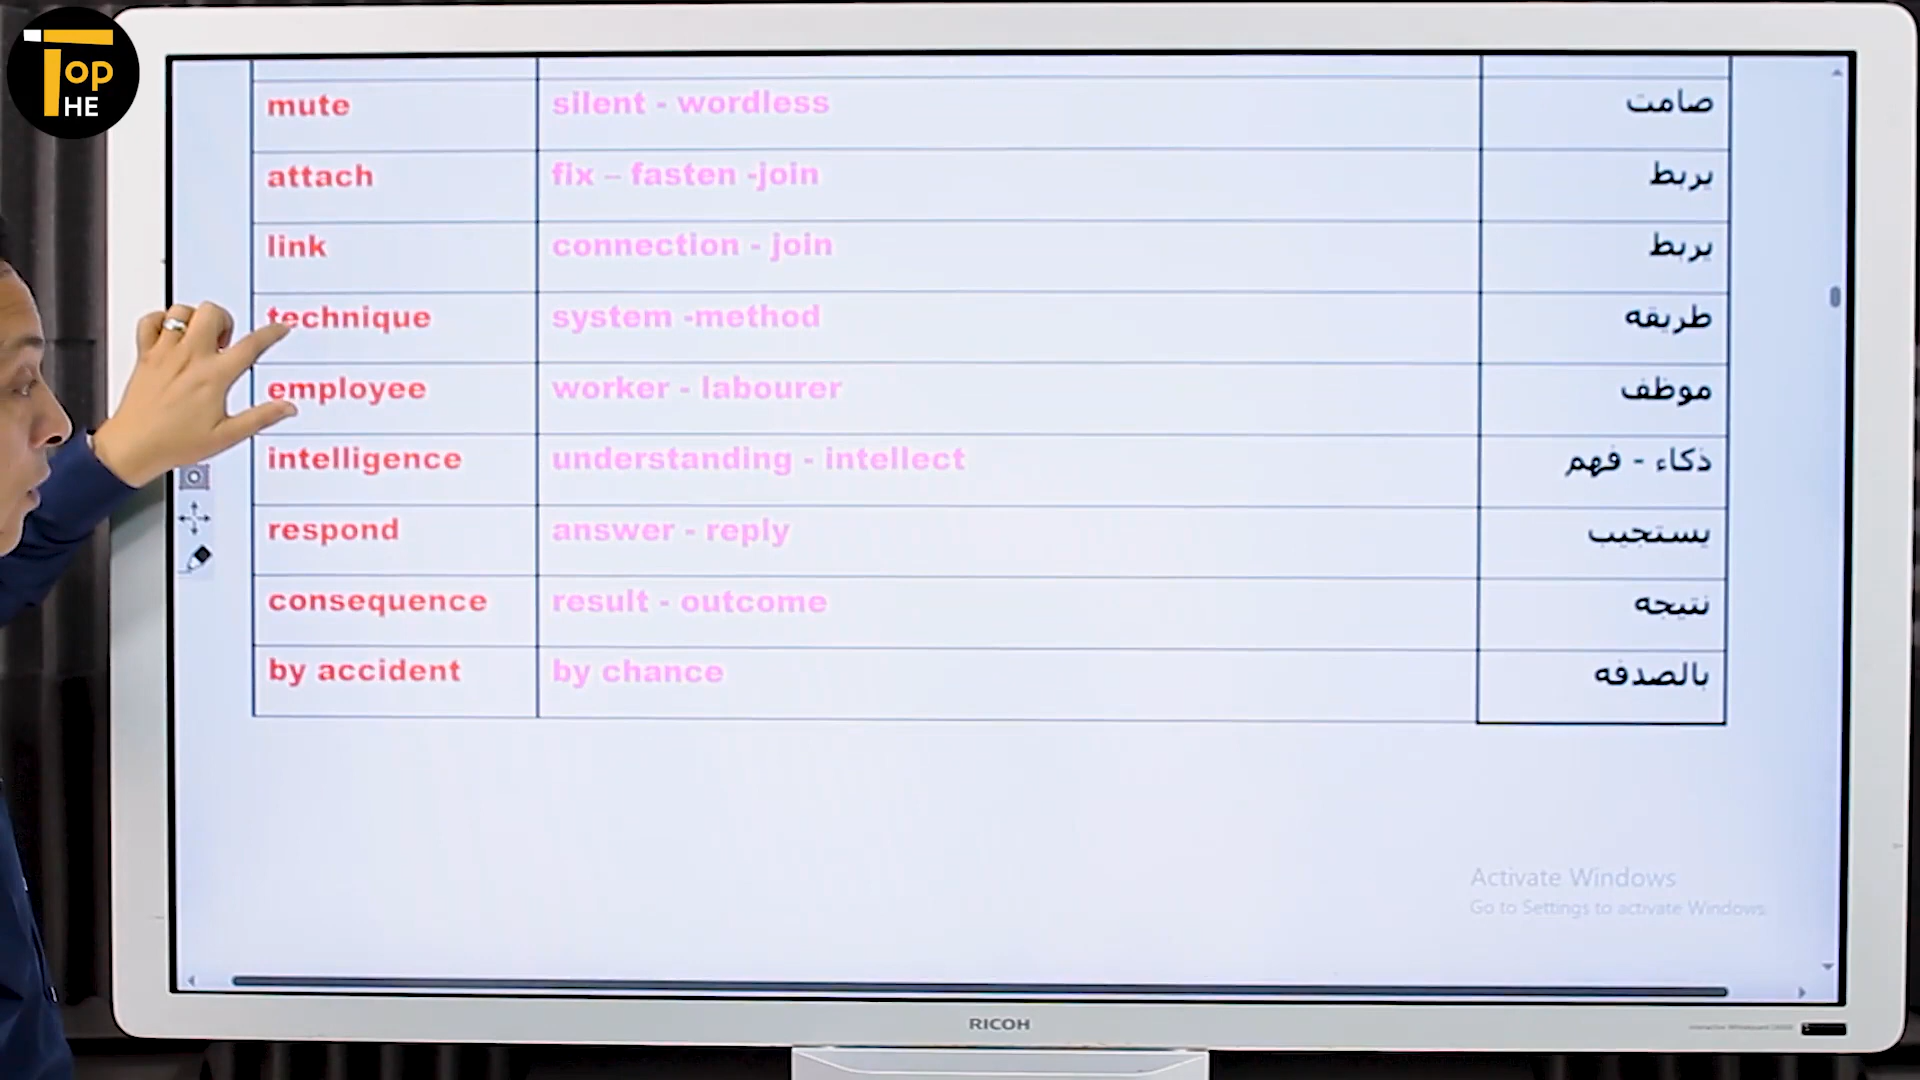 TOP
THE
mute silent - wordless صامت
attach fix – fasten -join يربط
link connection - join يربط
technique system -method طريقه
employee worker - labourer موظف
intelligence understanding - intellect ذكاء - فهم
respond answer - reply يستجيب
consequence result - outcome نتيجه
by accident by chance بالصدفه
Activate Windows
Go to Settings to activate Windows.
RICOH